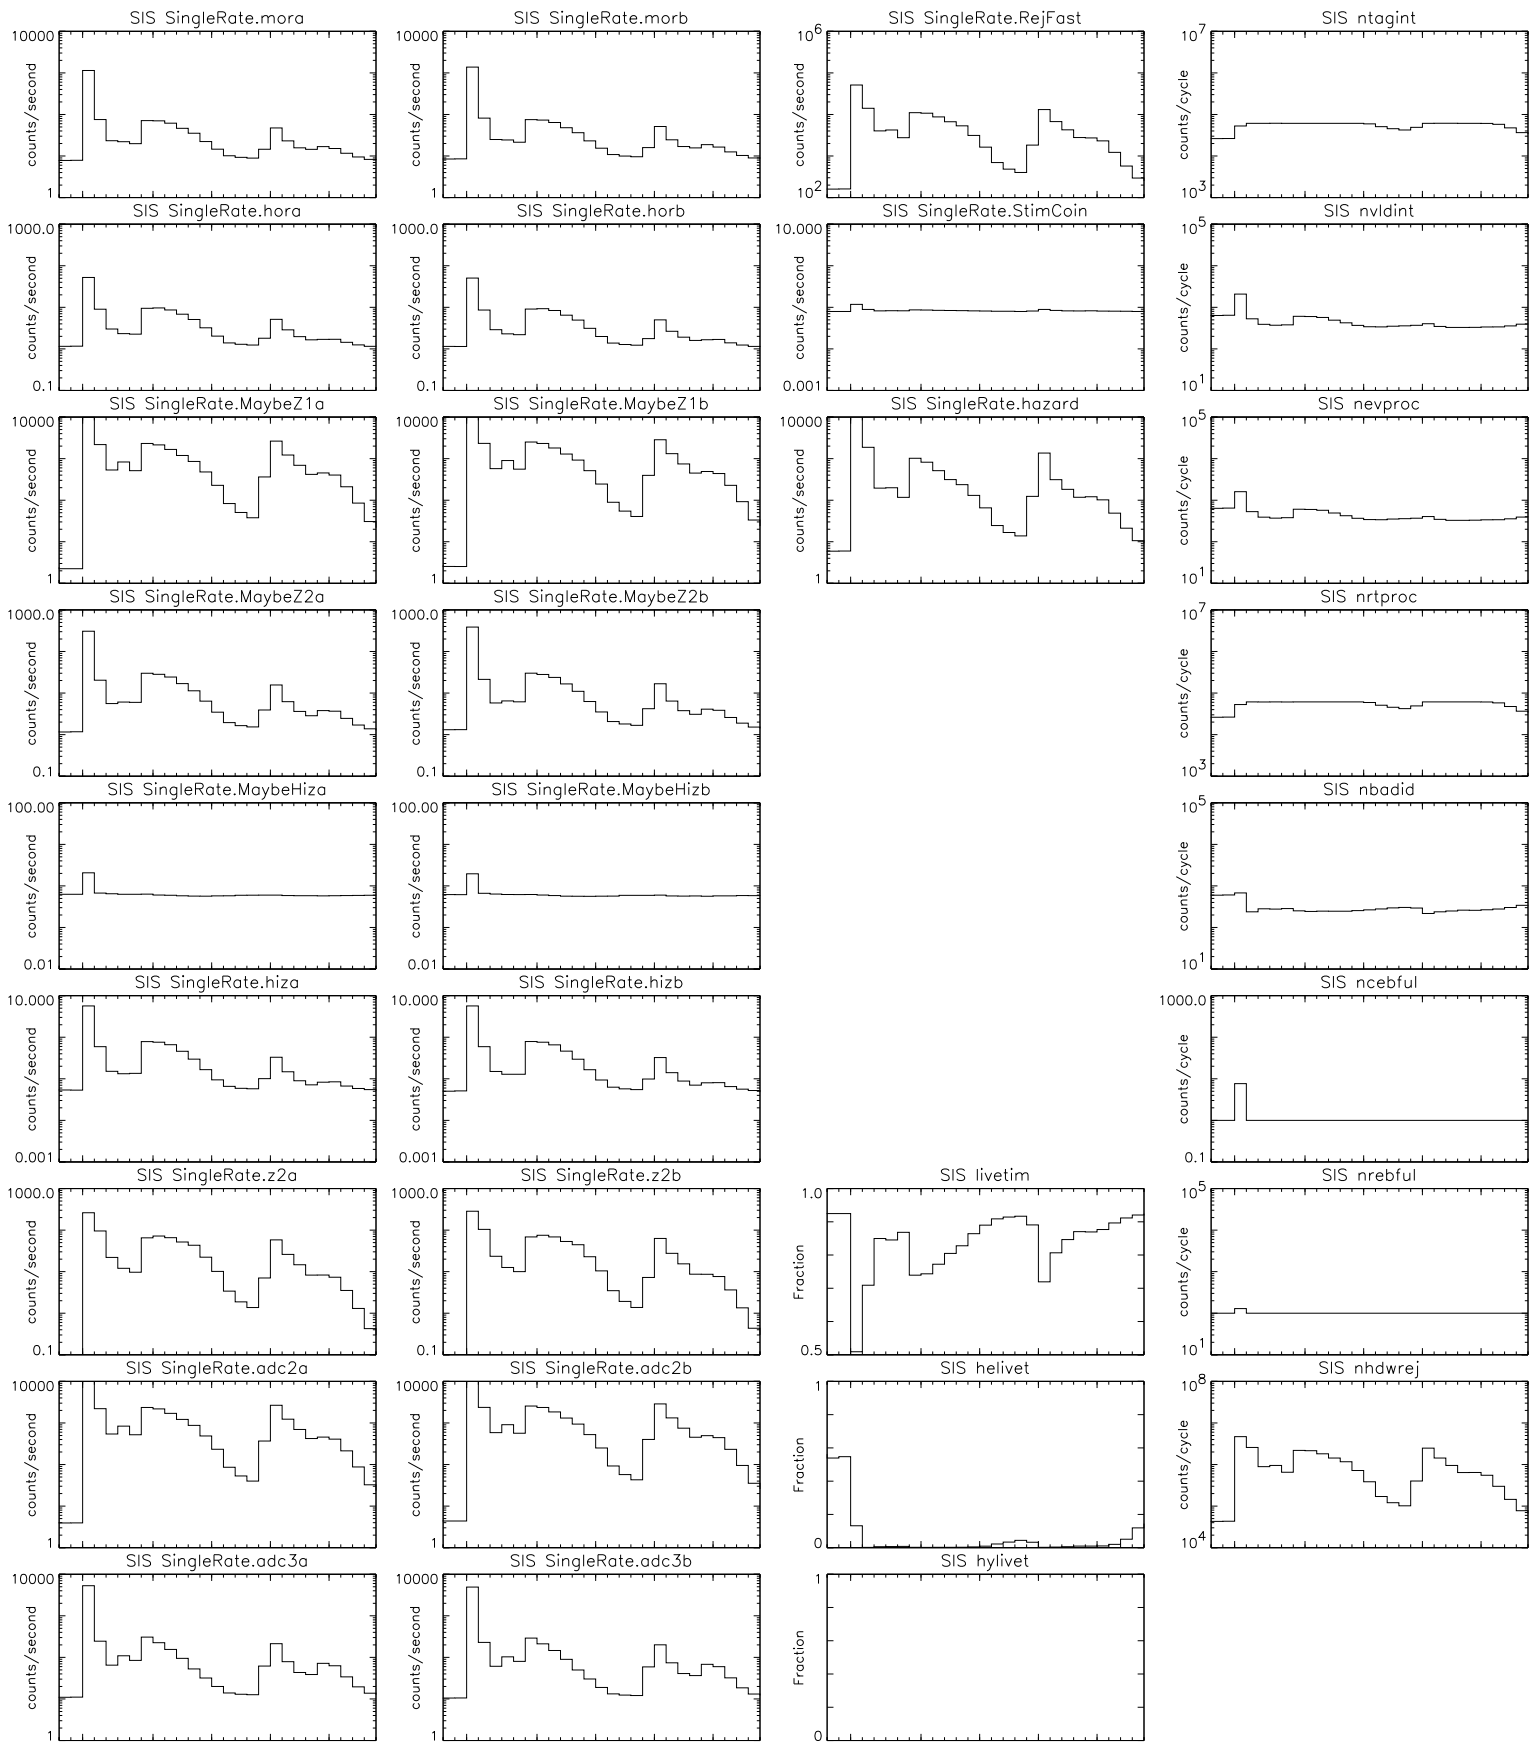 SIS SingleRate.mora
10000
counts/second
1
SIS SingleRate.morb
10000
counts/second
1
SIS SingleRate.RejFast
10^6
counts/second
10^2
SIS ntagint
10^7
counts/cycle
10^3
SIS SingleRate.hora
1000.0
counts/second
0.1
SIS SingleRate.horb
1000.0
counts/second
0.1
SIS SingleRate.StimCoin
10.000
counts/second
0.001
SIS nvldint
10^5
counts/cycle
10^1
SIS SingleRate.MaybeZ1a
10000
counts/second
1
SIS SingleRate.MaybeZ1b
10000
counts/second
1
SIS SingleRate.hazard
10000
counts/second
1
SIS nevproc
10^5
counts/cycle
10^1
SIS SingleRate.MaybeZ2a
1000.0
counts/second
0.1
SIS SingleRate.MaybeZ2b
1000.0
counts/second
0.1
SIS nrtproc
10^7
counts/cycle
10^3
SIS SingleRate.MaybeHiza
100.00
counts/second
0.01
SIS SingleRate.MaybeHizb
100.00
counts/second
0.01
SIS nbadid
10^5
counts/cycle
10^1
SIS SingleRate.hiza
10.000
counts/second
0.001
SIS SingleRate.hizb
10.000
counts/second
0.001
SIS ncebful
1000.0
counts/cycle
0.1
SIS SingleRate.z2a
1000.0
counts/second
0.1
SIS SingleRate.z2b
1000.0
counts/second
0.1
SIS livetim
1.0
Fraction
0.5
SIS nrebful
10^5
counts/cycle
10^1
SIS SingleRate.adc2a
10000
counts/second
1
SIS SingleRate.adc2b
10000
counts/second
1
SIS helivet
1
Fraction
0
SIS nhdwrej
10^8
counts/cycle
10^4
SIS SingleRate.adc3a
10000
counts/second
1
SIS SingleRate.adc3b
10000
counts/second
1
SIS hylivet
1
Fraction
0